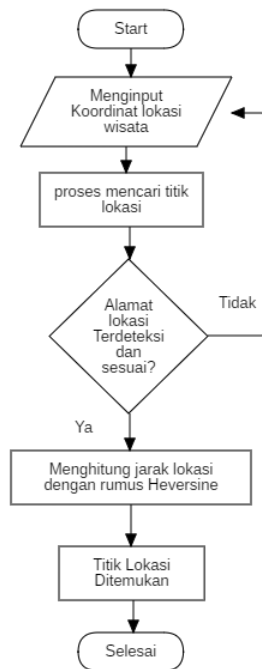 Start
Menginput
Koordinat lokasi
wisata
proses mencari titik
lokasi
Alamat
lokasi
Terdeteksi
dan
sesuai?
Tidak
Ya
Menghitung jarak lokasi
dengan rumus Heversine
Titik Lokasi
Ditemukan
Selesai